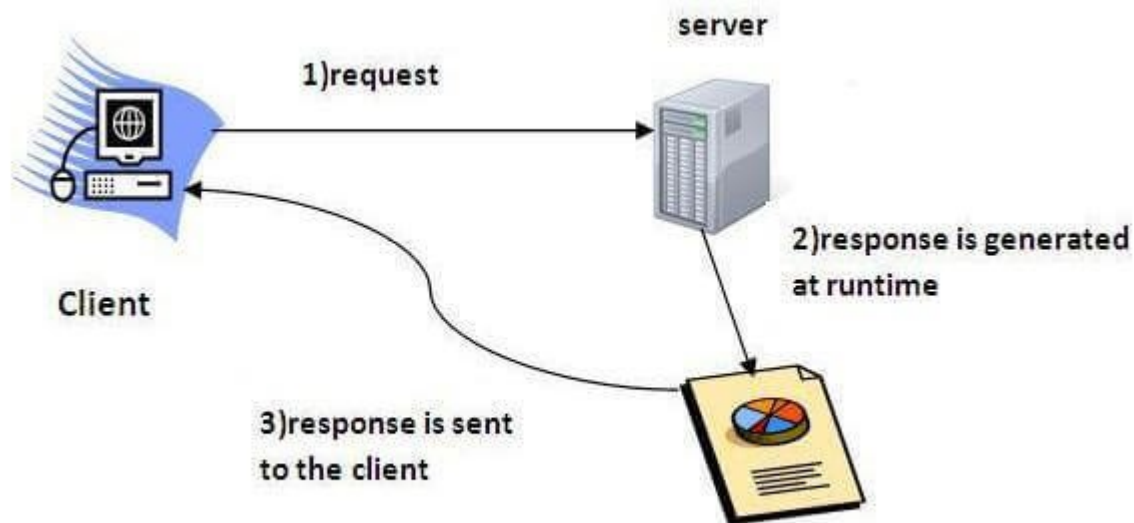 server
1)request
2)response is generated
at runtime
Client
3)response is sent
to the client